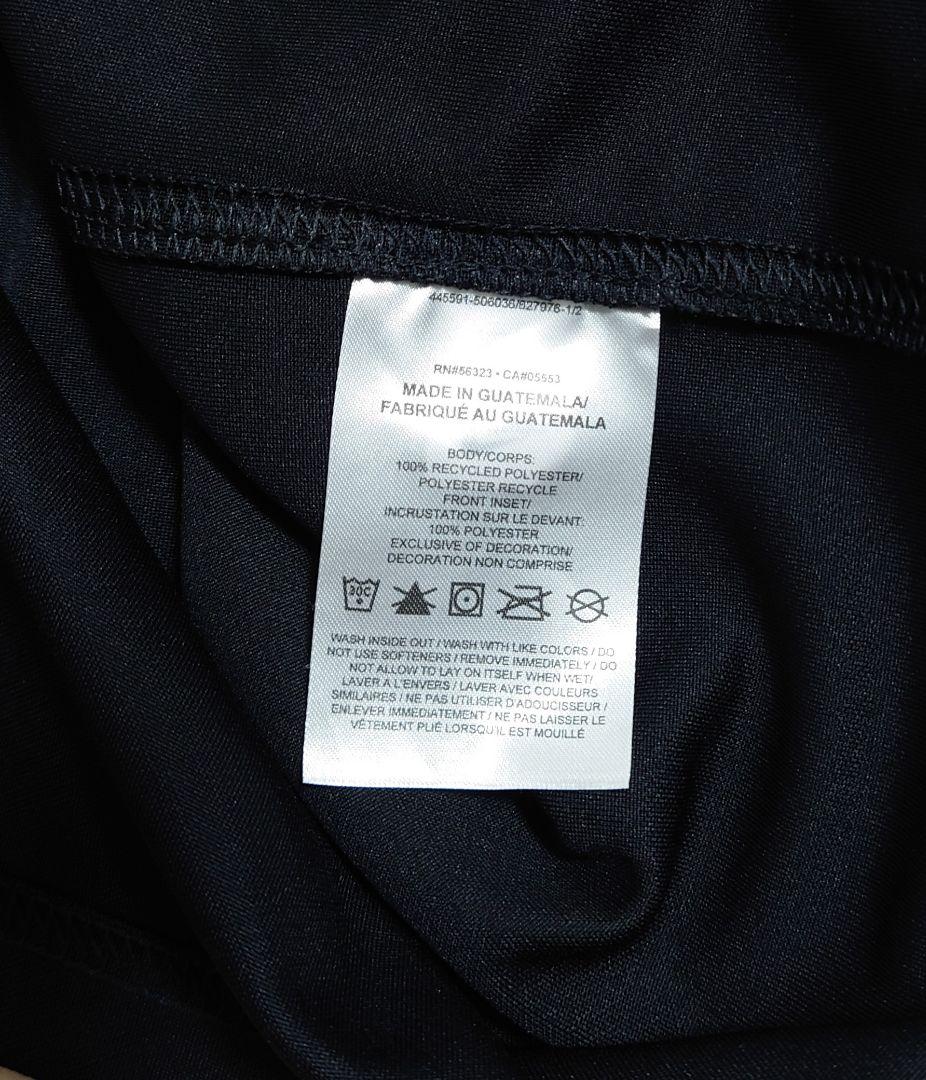 445591-506036/927976-1/2
RN#56323 • CA#05553
MADE IN GUATEMALA/
FABRIQUÉ AU GUATEMALA
BODY/CORPS:
100% RECYCLED POLYESTER/
POLYESTER RECYCLE
FRONT INSET/
INCRUSTATION SUR LE DEVANT:
100% POLYESTER
EXCLUSIVE OF DECORATION/
DECORATION NON COMPRISE
30C
WASH INSIDE OUT / WASH WITH LIKE COLORS / DO
NOT USE SOFTENERS / REMOVE IMMEDIATELY / DO
NOT ALLOW TO LAY ON ITSELF WHEN WET/
LAVER A L'ENVERS / LAVER AVEC COULEURS
SIMILAIRES / NE PAS UTILISER D'ADOUCISSEUR /
ENLEVER IMMEDIATEMENT / NE PAS LAISSER LE
VÊTEMENT PLIÉ LORSQU'IL EST MOUILLÉ